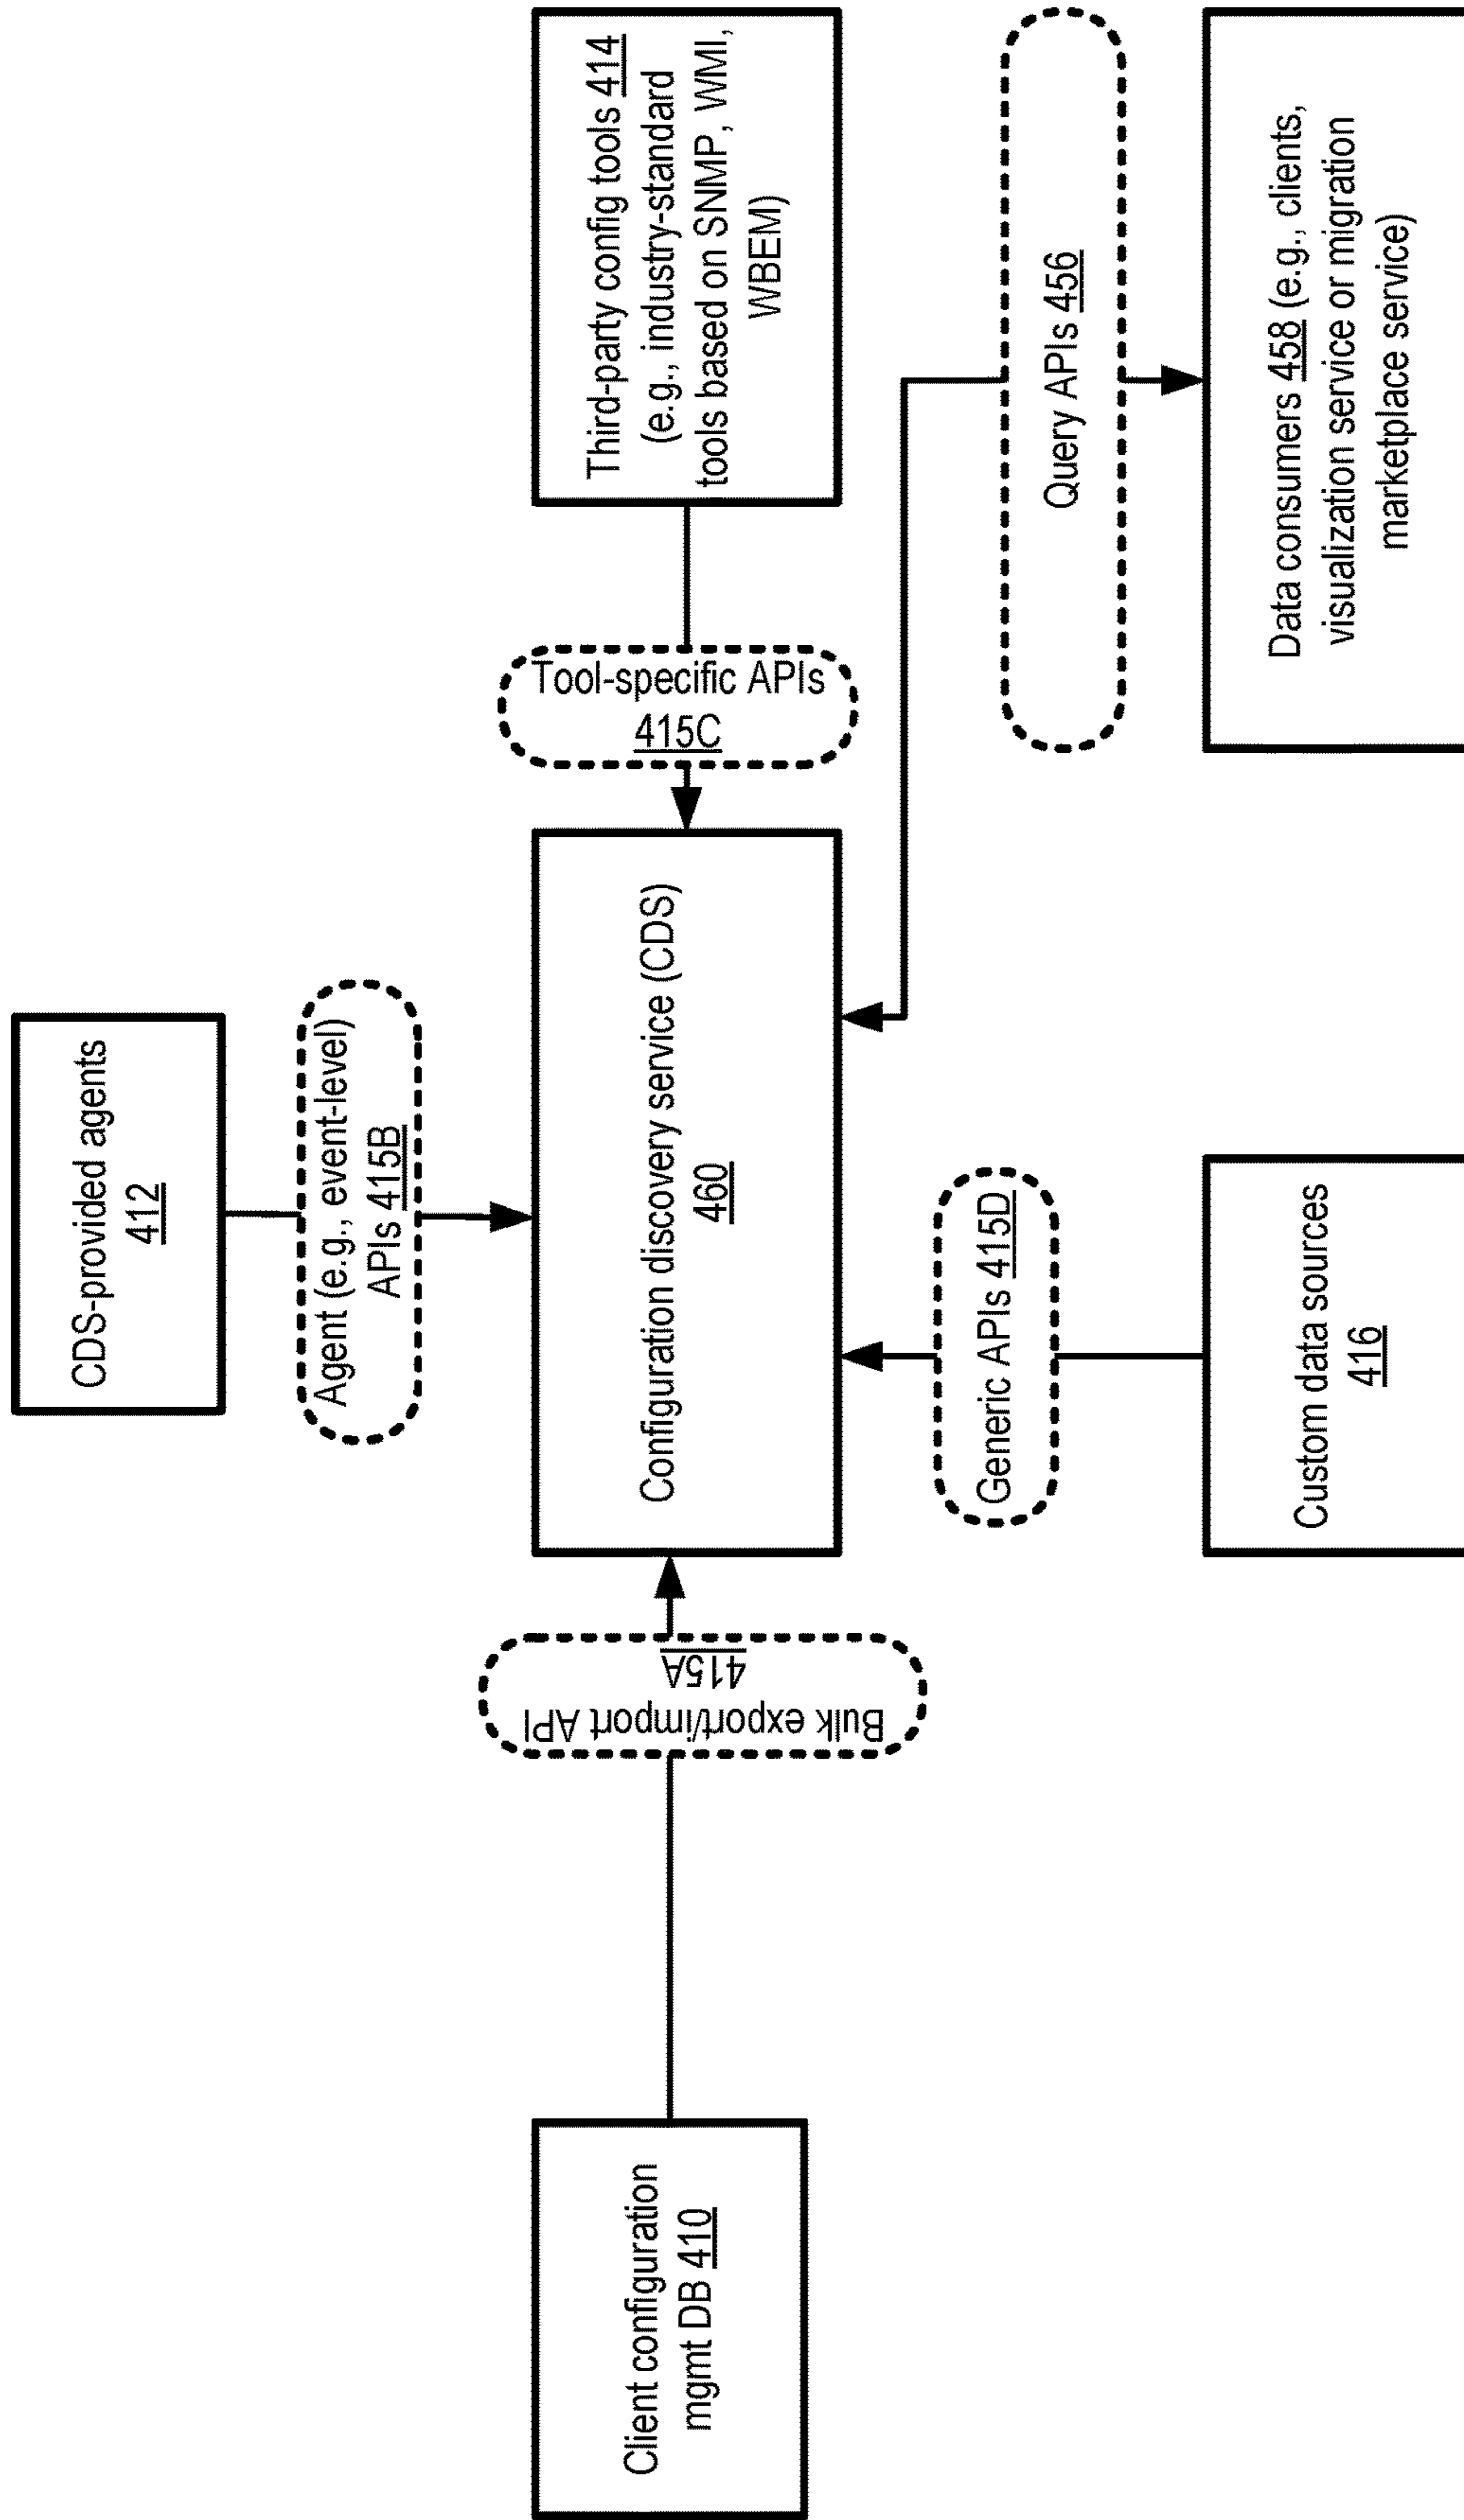 CDS-provided agents
412
Agent (e.g., event-level)
APIs 415B
Client configuration
mgmt DB 410
Bulk export/import API
415A
Configuration discovery service (CDS)
460
Tool-specific APIs
415C
Third-party config tools 414
(e.g., industry-standard
tools based on SNMP, WMI,
WBEM)
Generic APIs 415D
Query APIs 456
Custom data sources
416
Data consumers 458 (e.g., clients,
visualization service or migration
marketplace service)